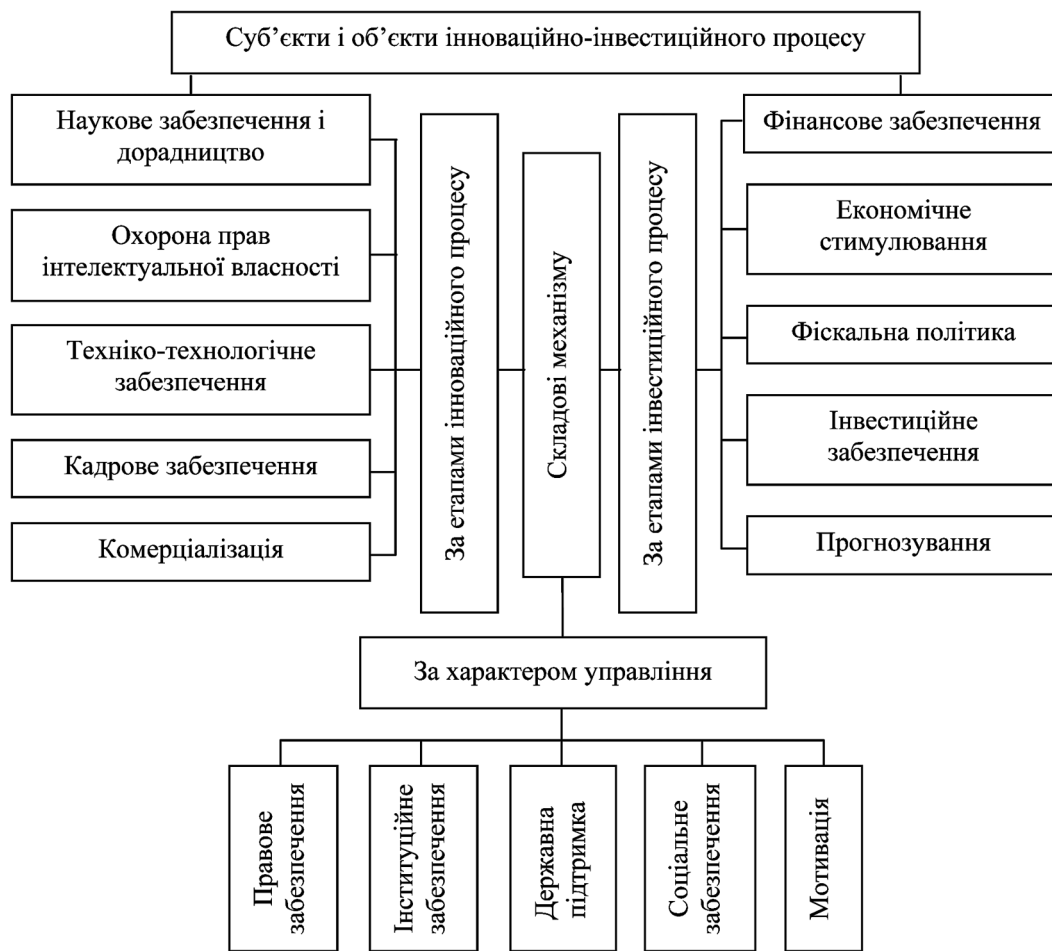 Суб’єкти і об’єкти інноваційно-інвестиційного процесу
Наукове забезпечення і
дорадництво
Охорона прав
інтелектуальної власності
Техніко-технологічне
забезпечення
Кадрове забезпечення
Комерціалізація
За етапами інноваційного процесу
Складові механізму
За етапами інвестиційного процесу
Фінансове забезпечення
Економічне
стимулювання
Фіскальна політика
Інвестиційне
забезпечення
Прогнозування
За характером управління
Правове
забезпечення
Інституційне
забезпечення
Державна
підтримка
Соціальне
забезпечення
Мотивація